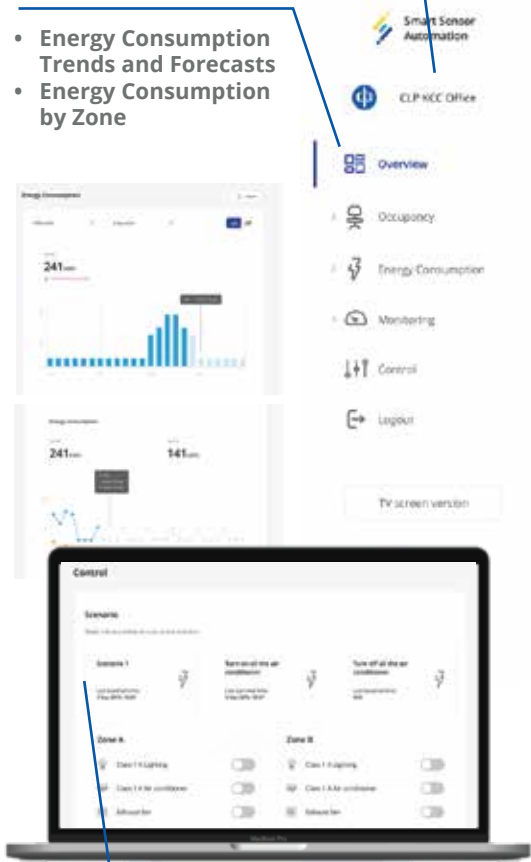 • Energy Consumption
Trends and Forecasts
• Energy Consumption
by Zone
Smart Sensor
Automation
CLP KCC Office
Overview
Occupancy
Energy Consumption
Monitoring
Control
Logout
TV screen version
Energy Consumption
241
Energy Consumption
241
141
Control
Scenario
Scenario 1
Turn on all the air
conditioner
Turn off all the air
conditioner
Zone A
Zone B
Class 1 A Lighting
Class 1 A Lighting
Class 1 A Air conditioner
Class 1 A Air conditioner
Exhaust fan
Exhaust fan
MacBook Pro